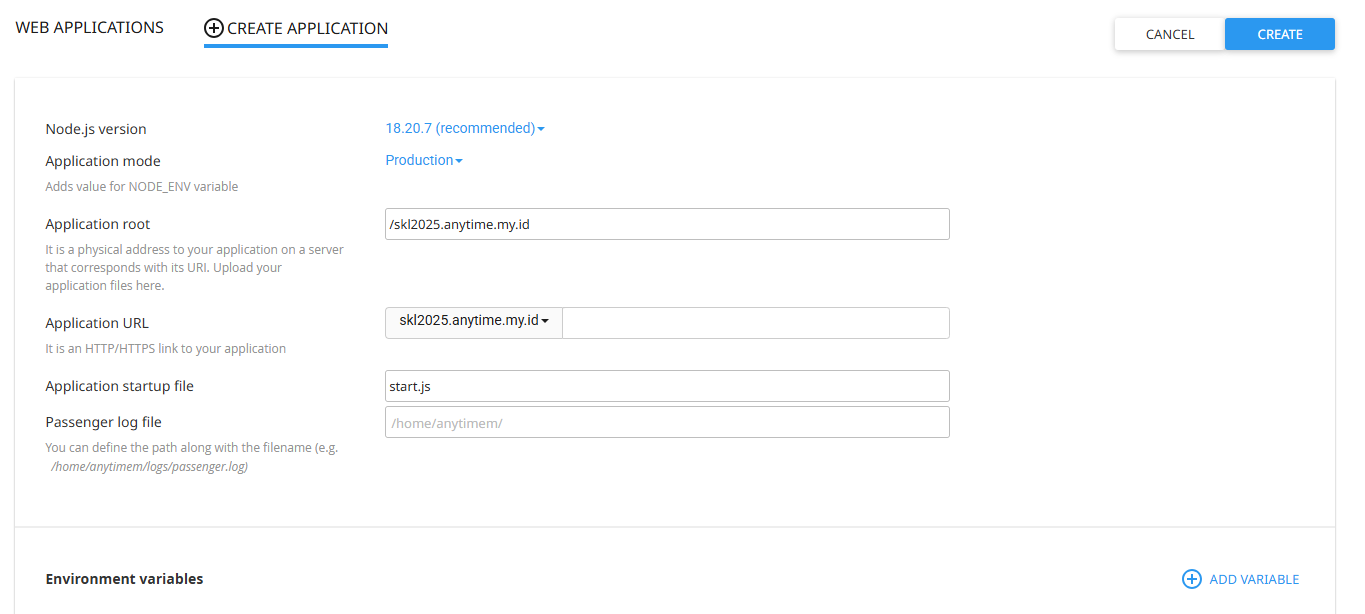 WEB APPLICATIONS
CREATE APPLICATION
CANCEL
CREATE
Node.js version
18.20.7 (recommended)
Application mode
Production
Adds value for NODE_ENV variable
Application root
/skl2025.anytime.my.id
It is a physical address to your application on a server
that corresponds with its URI. Upload your
application files here.
Application URL
skl2025.anytime.my.id
It is an HTTP/HTTPS link to your application
Application startup file
start.js
Passenger log file
/home/anytimem/
You can define the path along with the filename (e.g.
/home/anytimem/logs/passenger.log)
Environment variables
ADD VARIABLE